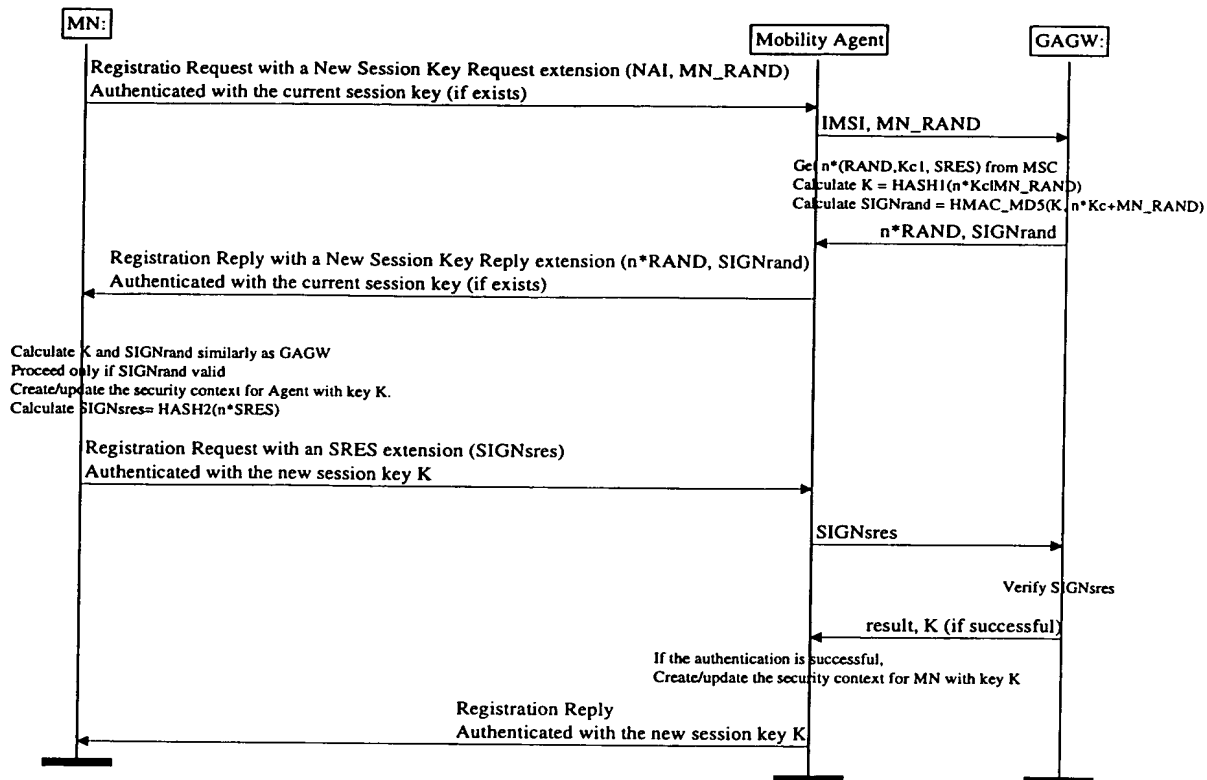 MN:
Mobility Agent
GAGW:
Registratio Request with a New Session Key Request extension (NAI, MN_RAND)
Authenticated with the current session key (if exists)
IMSI, MN_RAND
Get n*(RAND,Kc1, SRES) from MSC
Calculate K = HASH1(n*Kc|MN_RAND)
Calculate SIGNrand = HMAC_MD5(K, n*Kc+MN_RAND)
n*RAND, SIGNrand
Registration Reply with a New Session Key Reply extension (n*RAND, SIGNrand)
Authenticated with the current session key (if exists)
Calculate K and SIGNrand similarly as GAGW
Proceed only if SIGNrand valid
Create/update the security context for Agent with key K.
Calculate SIGNsres= HASH2(n*SRES)
Registration Request with an SRES extension (SIGNsres)
Authenticated with the new session key K
SIGNsres
Verify SIGNsres
result, K (if successful)
If the authentication is successful,
Create/update the security context for MN with key K
Registration Reply
Authenticated with the new session key K